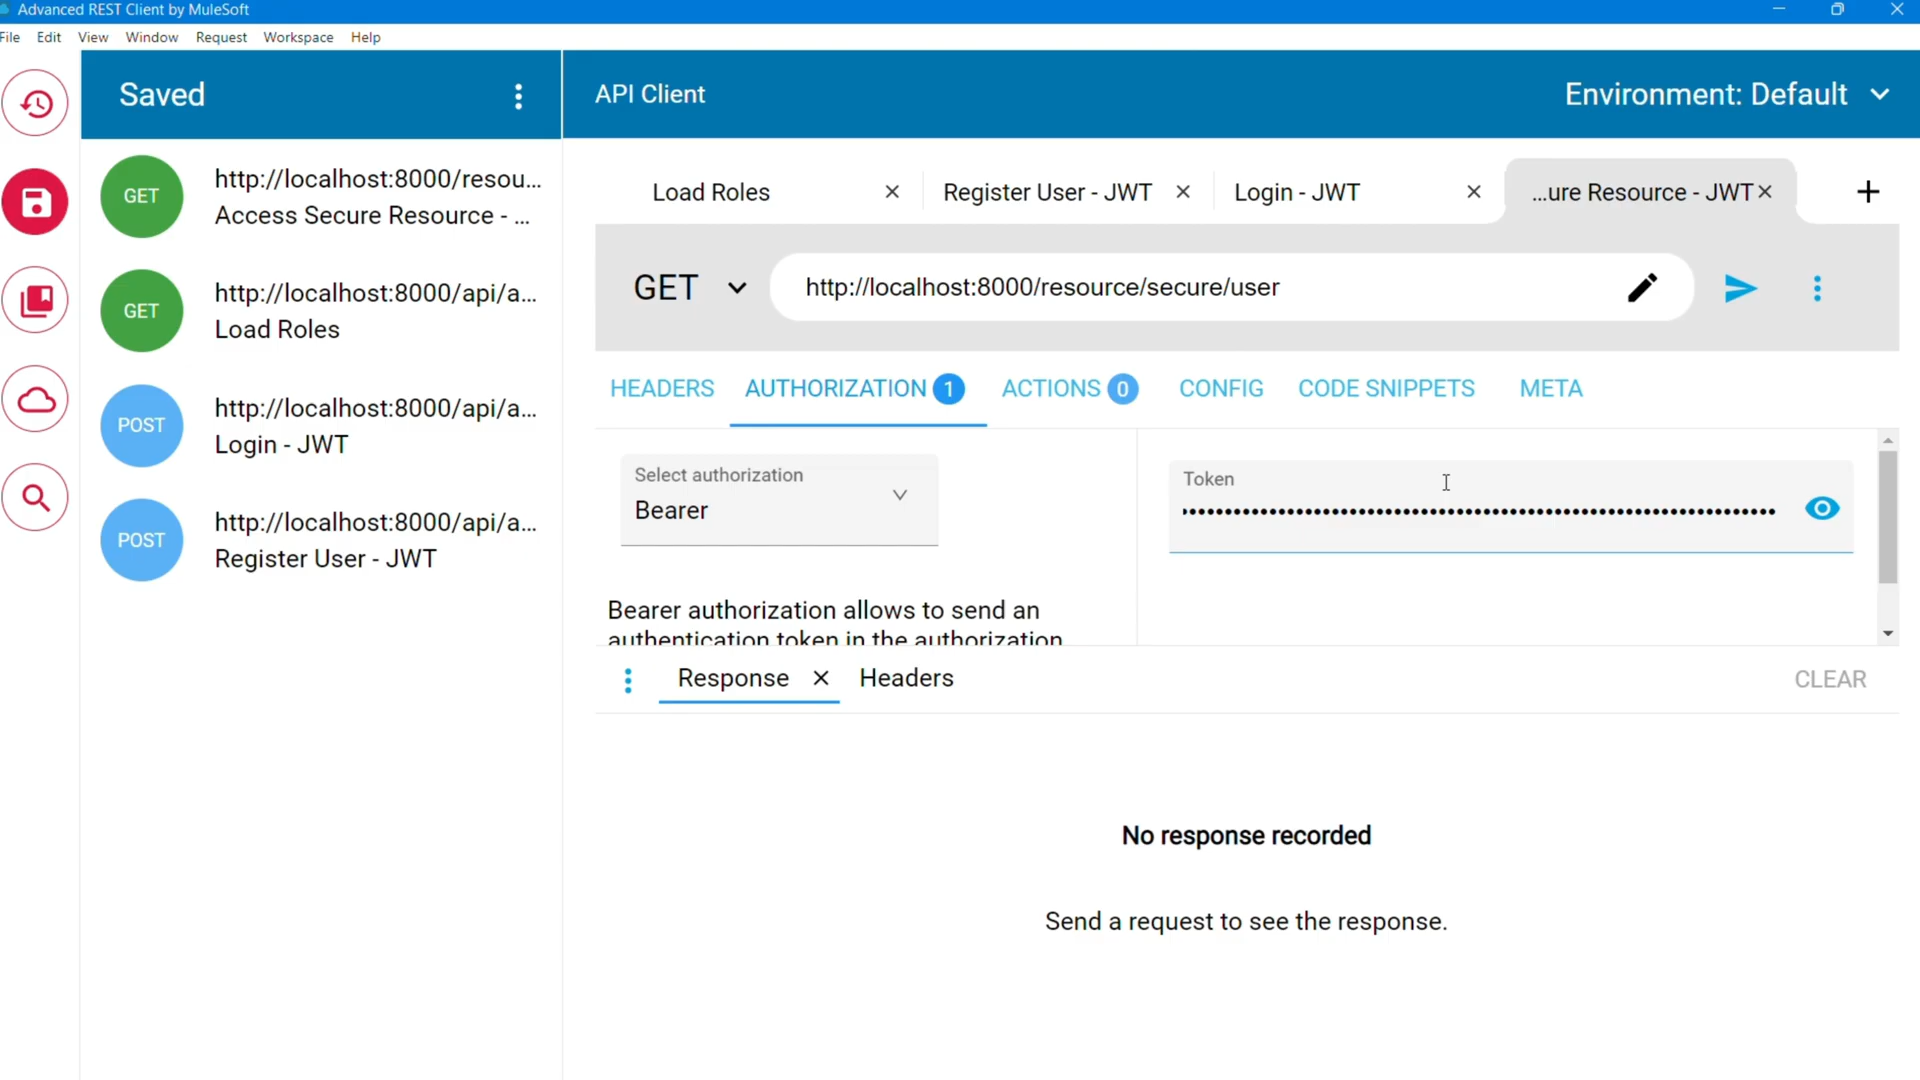 Advanced REST Client by MuleSoft
File Edit View Window Request Workspace Help
Saved
API Client
Environment: Default
GET
http://localhost:8000/resou...
Access Secure Resource - ...
GET
http://localhost:8000/api/a...
Load Roles
POST
http://localhost:8000/api/a...
Login - JWT
POST
http://localhost:8000/api/a...
Register User - JWT
Load Roles
Register User - JWT
Login - JWT
...ure Resource - JWT
GET
http://localhost:8000/resource/secure/user
HEADERS AUTHORIZATION 1 ACTIONS 0 CONFIG CODE SNIPPETS META
Select authorization
Bearer
Token
Bearer authorization allows to send an
authentication token in the authorization
Response
Headers
CLEAR
No response recorded
Send a request to see the response.